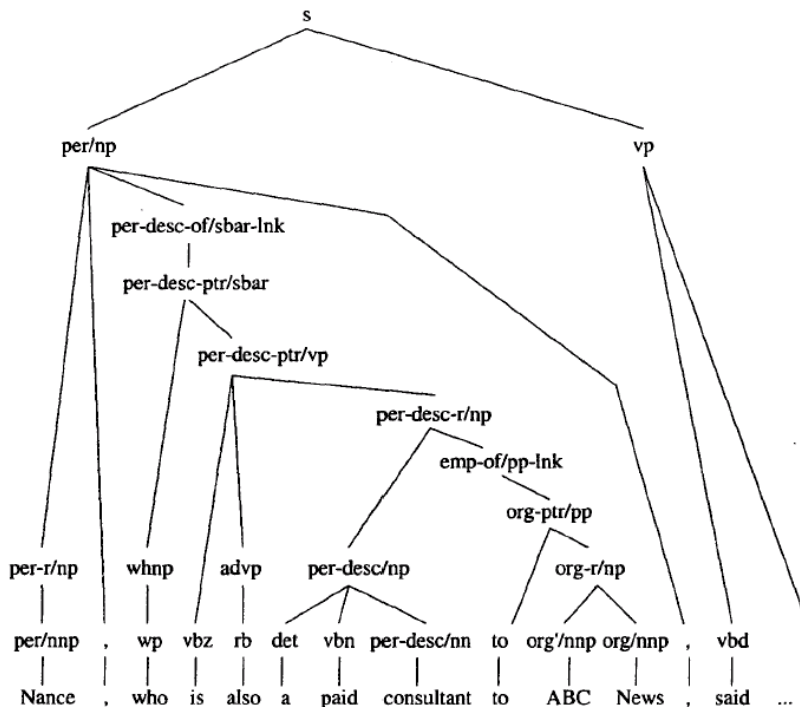 s
per/np vp
per-desc-of/sbar-lnk
per-desc-ptr/sbar
per-desc-ptr/vp
per-desc-r/np
emp-of/pp-lnk
org-ptr/pp
per-r/np whnp advp per-desc/np org-r/np
per/nnp , wp vbz rb det vbn per-desc/nn to org'/nnp org/nnp , vbd
Nance , who is also a paid consultant to ABC News , said ...